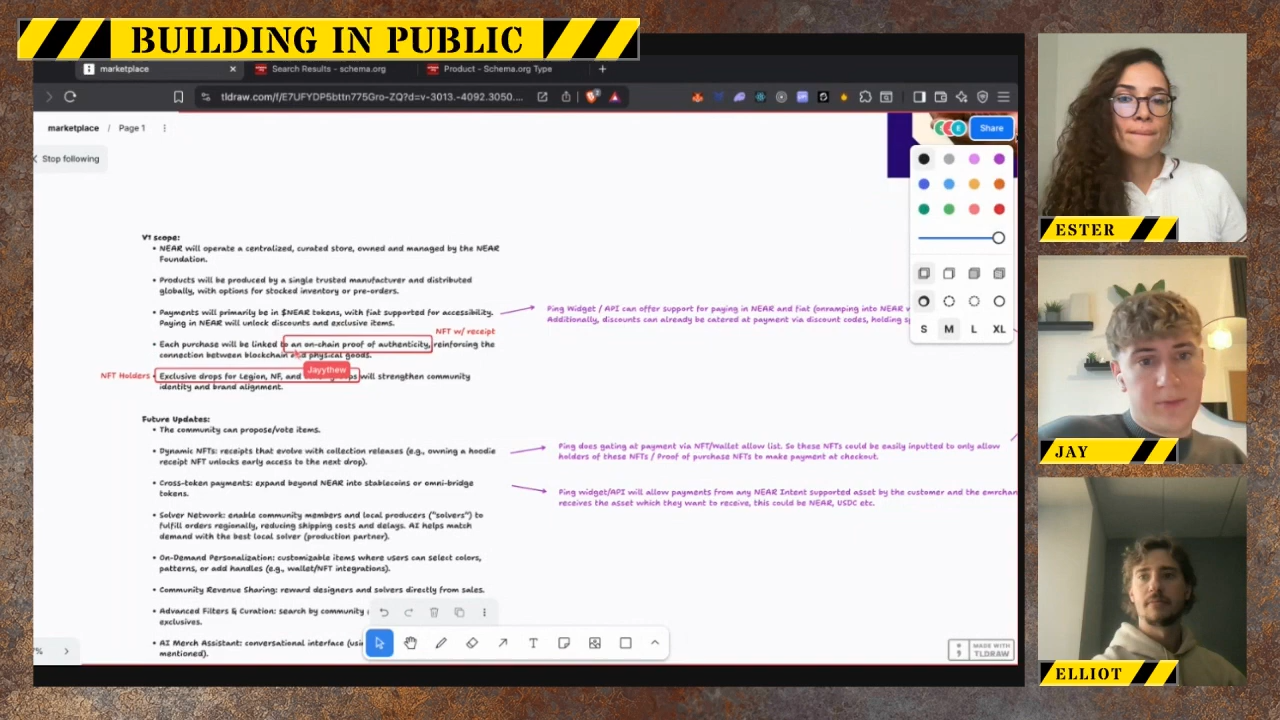 BUILDING IN PUBLIC
marketplace
Search Results - schema.org
Product - Schema.org Type
tldraw.com/f/E7UFYDP5bttn775Gro-ZQ?d=v-3013.-4092.3050....
marketplace / Page 1
Share
Stop following
V1 scope:
• NEAR will operate a centralized, curated store, owned and managed by the NEAR
Foundation.
• Products will be produced by a single trusted manufacturer and distributed
globally, with options for stocked inventory or pre-orders.
• Payments will primarily be in $NEAR tokens, with fiat supported for accessibility.
Paying in NEAR will unlock discounts and exclusive items.
Ping Widget / API can offer support for paying in NEAR and fiat (onramping into NEAR
Additionally, discounts can already be catered at payment via discount codes, holding
NFT w/ receipt
• Each purchase will be linked to an on-chain proof of authenticity, reinforcing the
connection between blockchain and physical goods.
Jayythew
NFT Holders
• Exclusive drops for Legion, NF, and will strengthen community
identity and brand alignment.
Future Updates:
• The community can propose/vote items.
• Dynamic NFTs: receipts that evolve with collection releases (e.g., owning a hoodie
receipt NFT unlocks early access to the next drop).
Ping does gating at payment via NFT/Wallet allow list. So these NFTs could be easily inputted to only allow
holders of these NFTs / Proof of purchase NFTs to make payment at checkout.
• Cross-token payments: expand beyond NEAR into stablecoins or omni-bridge
tokens.
Ping widget/API will allow payments from any NEAR Intent supported asset by the customer and the emrchan
receives the asset which they want to receive, this could be NEAR, USDC etc.
• Solver Network: enable community members and local producers ("solvers") to
fulfill orders regionally, reducing shipping costs and delays. AI helps match
demand with the best local solver (production partner).
• On-Demand Personalization: customizable items where users can select colors,
patterns, or add handles (e.g., wallet/NFT integrations).
• Community Revenue Sharing: reward designers and solvers directly from sales.
• Advanced Filters & Curation: search by community
exclusives.
• AI Merch Assistant: conversational interface
mentioned).
S M L XL
MADE WITH
TLDRAW
ESTER
JAY
ELLIOT